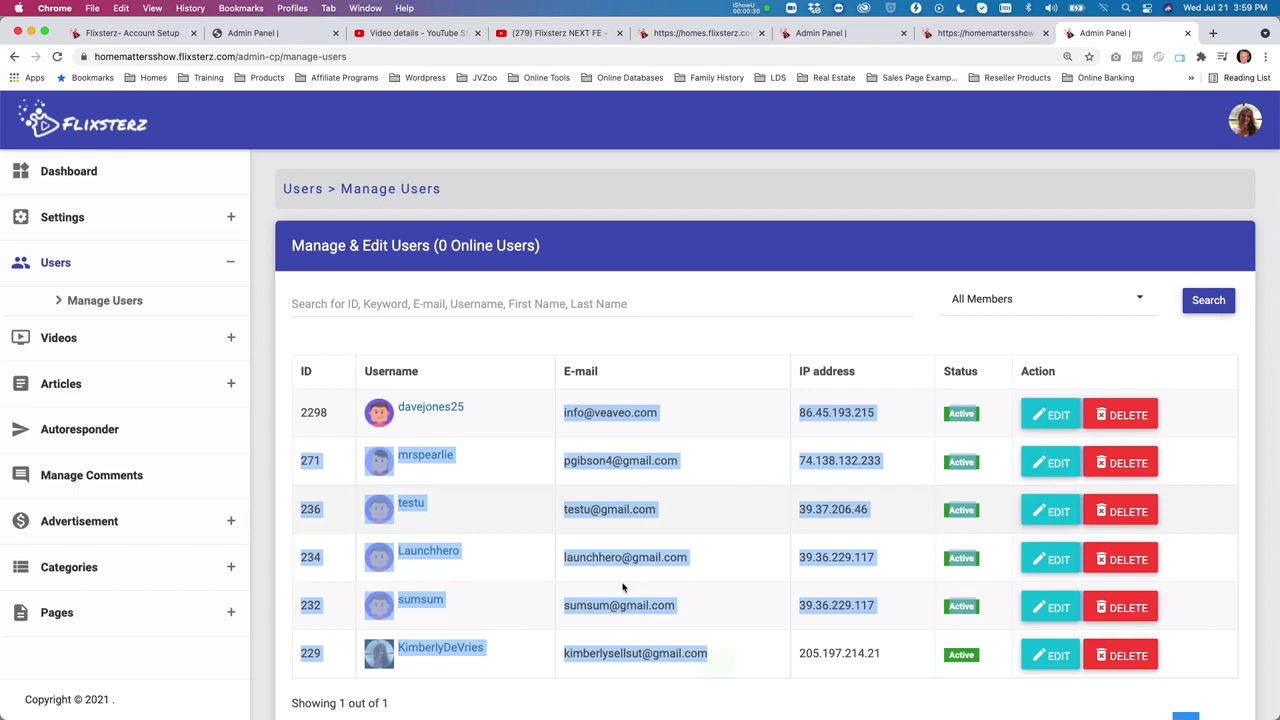 Chrome File Edit View History Bookmarks Profiles Tab Window Help
00:00:30
Wed Jul 21 3:59 PM
Flixsterz- Account Setup
Admin Panel |
Video details - YouTube S
(279) Flixsterz NEXT FE -
https://homes.flixsterz.co
Admin Panel |
https://homemattersshow.
Admin Panel |
homemattersshow.flixsterz.com/admin-cp/manage-users
Apps Bookmarks Homes Training Products Affiliate Programs Wordpress JVZoo Online Tools Online Databases Family History LDS Real Estate Sales Page Examp... Reseller Products Online Banking » Reading List
FLIXSTERZ
Dashboard
Settings +
Users −
> Manage Users
Videos +
Articles +
Autoresponder
Manage Comments
Advertisement +
Categories +
Pages +
Copyright © 2021 .
Users > Manage Users
Manage & Edit Users (0 Online Users)
Search for ID, Keyword, E-mail, Username, First Name, Last Name
All Members
Search
ID Username E-mail IP address Status Action
2298 davejones25 info@veaveo.com 86.45.193.215 Active EDIT DELETE
271 mrspearlie pgibson4@gmail.com 74.138.132.233 Active EDIT DELETE
236 testu testu@gmail.com 39.37.206.46 Active EDIT DELETE
234 Launchhero launchhero@gmail.com 39.36.229.117 Active EDIT DELETE
232 sumsum sumsum@gmail.com 39.36.229.117 Active EDIT DELETE
229 KimberlyDeVries kimberlysellsut@gmail.com 205.197.214.21 Active EDIT DELETE
Showing 1 out of 1